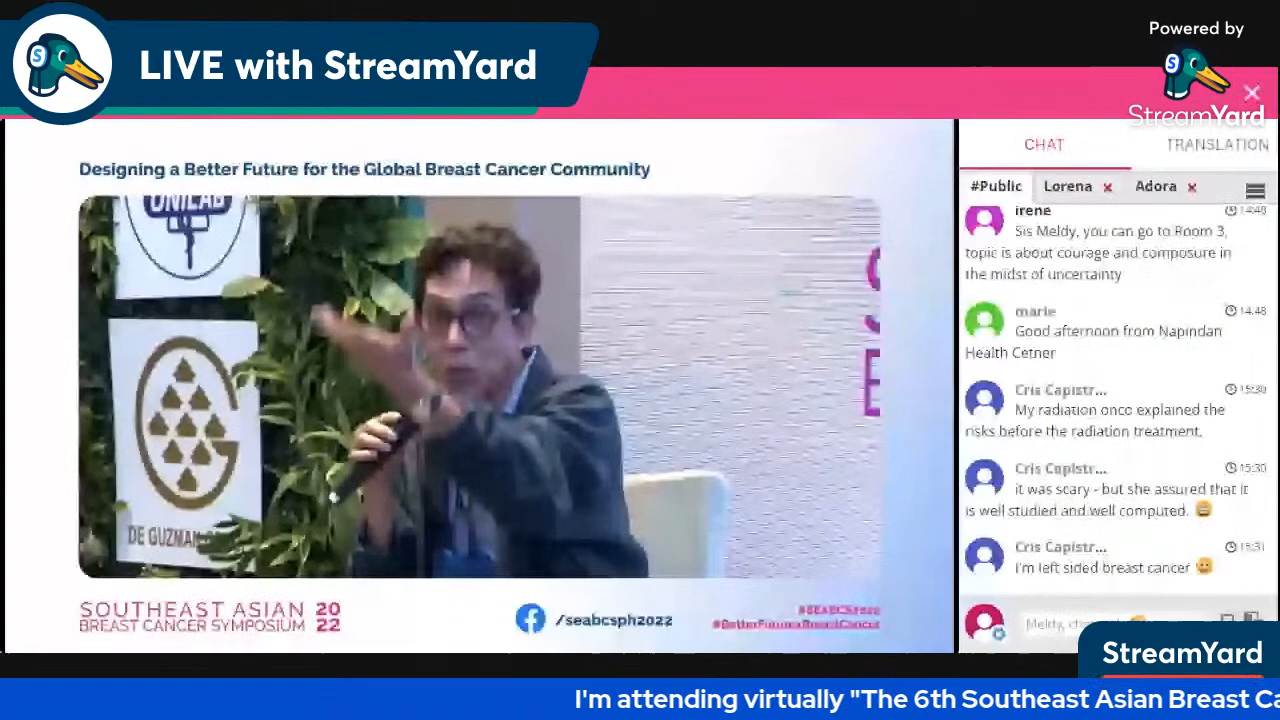 LIVE with StreamYard
Powered by
StreamYard
CHAT
TRANSLATION
#Public
Lorena
Adora
Designing a Better Future for the Global Breast Cancer Community
UNILAB
DE GUZMAN
SOUTHEAST ASIAN
BREAST CANCER SYMPOSIUM
20
22
/seabcsph2022
#BetterFuture4BreastCancer
irene
14:48
Sis Meldy, you can go to Room 3,
topic is about courage and composure in
the midst of uncertainty
marie
14:48
Good afternoon from Napindan
Health Cetner
Cris Capistr...
15:30
My radiation onco explained the
risks before the radiation treatment.
Cris Capistr...
15:30
it was scary - but she assured that it
is well studied and well computed.
Cris Capistr...
15:31
I'm left sided breast cancer
Meldy,
StreamYard
I'm attending virtually "The 6th Southeast Asian Breast Ca